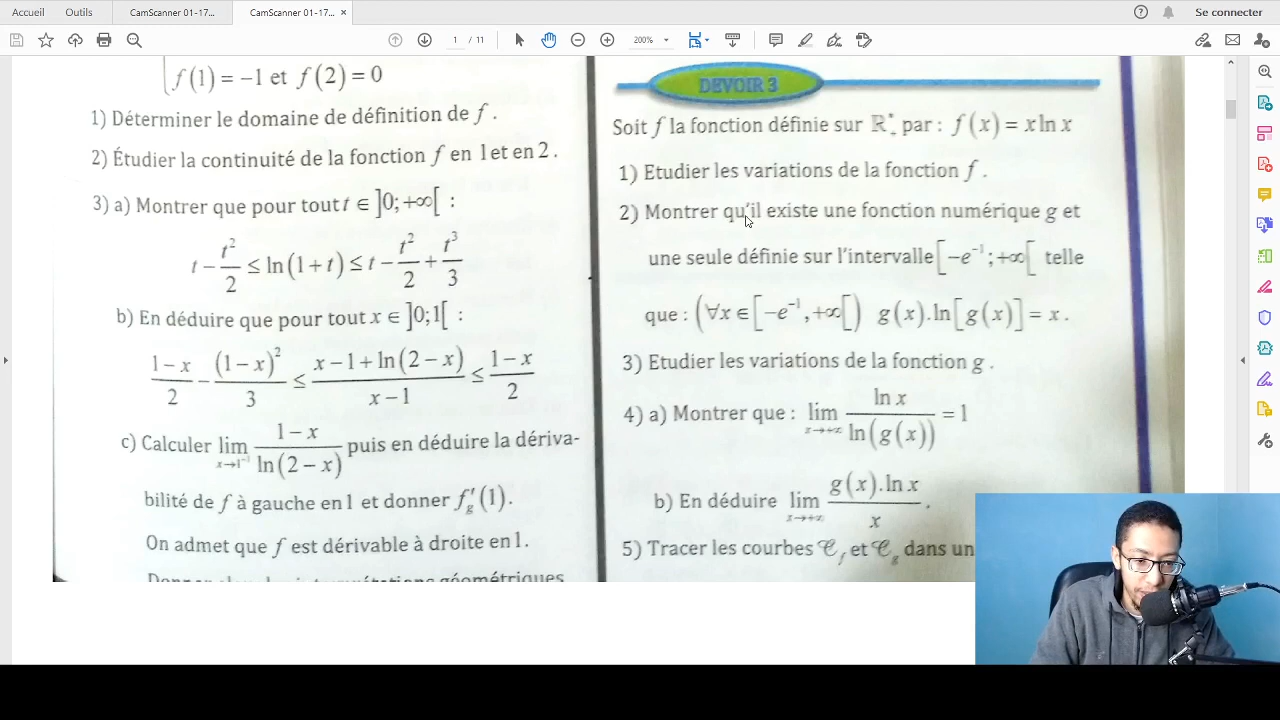 Accueil Outils CamScanner 01-17... CamScanner 01-17... × Se connecter
1 / 11 200%
f(1) = −1 et f(2) = 0
1) Déterminer le domaine de définition de f .
2) Étudier la continuité de la fonction f en 1 et en 2 .
3) a) Montrer que pour tout t ∈ ]0; +∞[ :
t − t²/2 ≤ ln(1 + t) ≤ t − t²/2 + t³/3
b) En déduire que pour tout x ∈ ]0;1[ :
(1 − x)/2 − (1 − x)²/3 ≤ (x − 1 + ln(2 − x))/(x − 1) ≤ (1 − x)/2
c) Calculer lim x→1⁻ (1 − x)/ln(2 − x) puis en déduire la dériva-
bilité de f à gauche en 1 et donner f'g(1).
On admet que f est dérivable à droite en 1.
DEVOIR 3
Soit f la fonction définie sur par : f(x) = x ln x
1) Etudier les variations de la fonction f .
2) Montrer qu'il existe une fonction numérique g et
une seule définie sur l'intervalle [−e⁻¹ ; +∞[ telle
que : (∀x ∈ [−e⁻¹, +∞[) g(x).ln[g(x)] = x .
3) Etudier les variations de la fonction g .
4) a) Montrer que : lim x→+∞ ln x/ln(g(x)) = 1
b) En déduire lim x→+∞ g(x).ln x/x .
5) Tracer les courbes 𝒞f et 𝒞g dans un